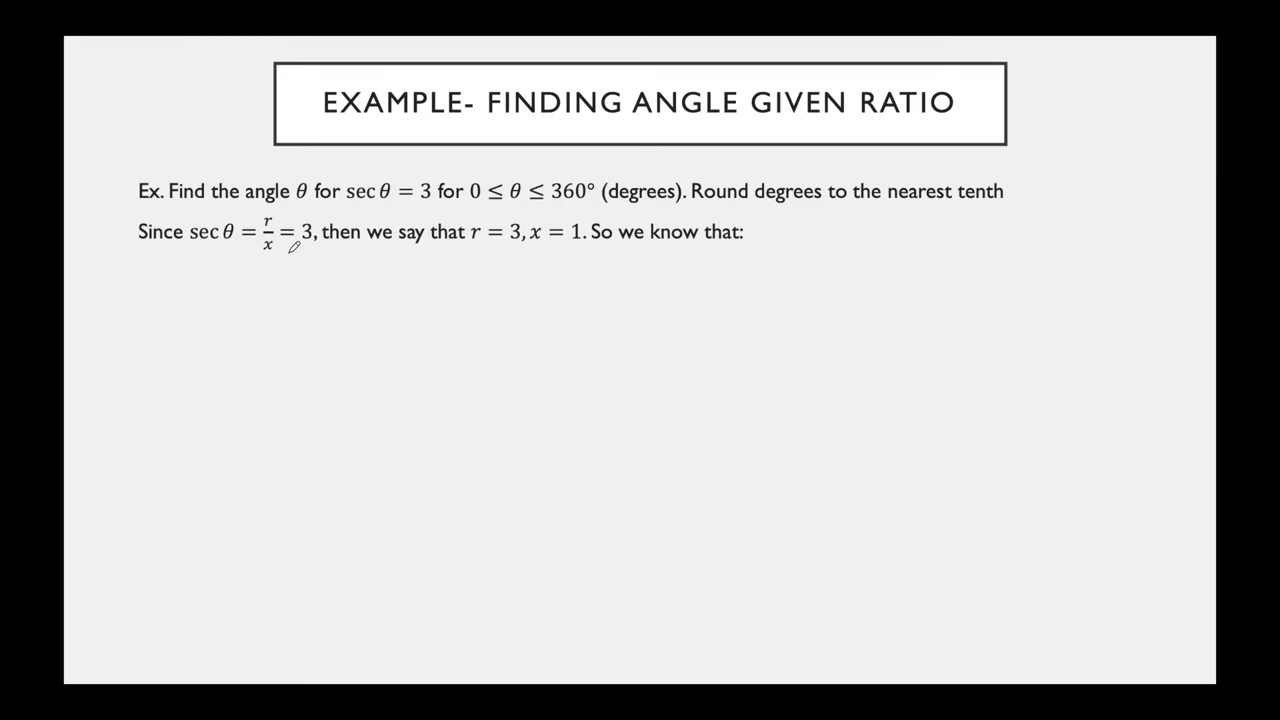 EXAMPLE- FINDING ANGLE GIVEN RATIO
Ex. Find the angle θ for sec θ = 3 for 0 ≤ θ ≤ 360° (degrees). Round degrees to the nearest tenth
Since sec θ = r/x = 3, then we say that r = 3, x = 1. So we know that: